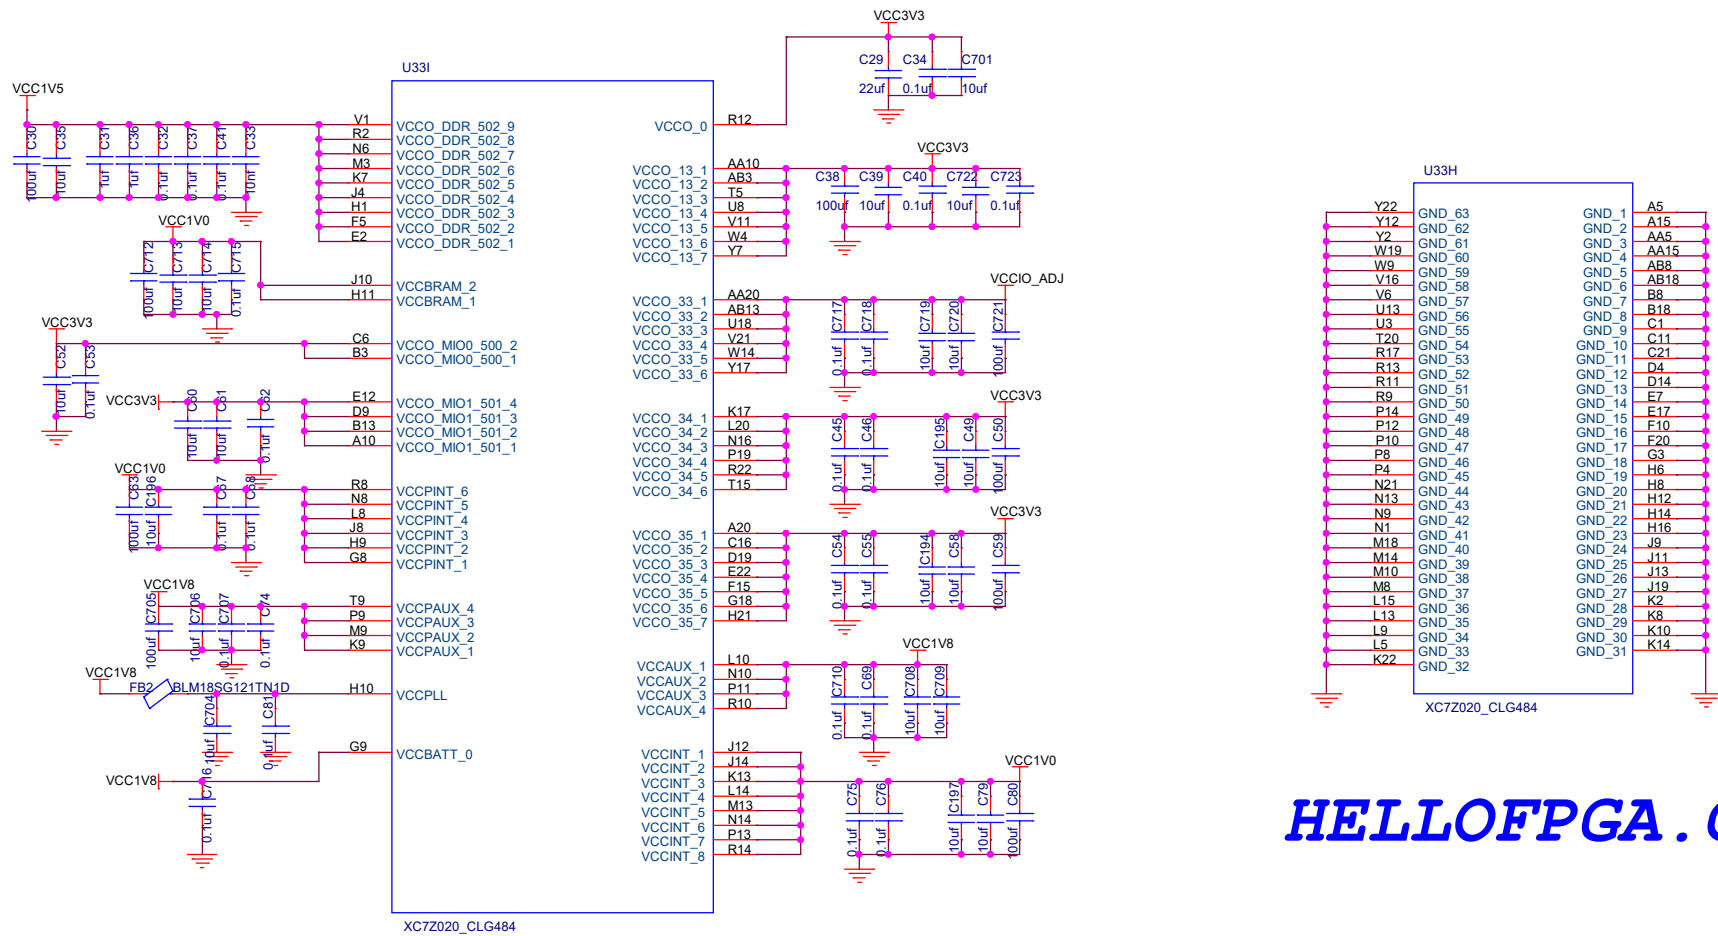 VCC3V3
C29 C34 C701
22uf 0.1uf 10uf
U33I
VCC1V5
C30 C35 C31 C36 C32 C37 C41 C33
100uf 10uf 1uf 1uf 0.1uf 0.1uf 0.1uf 10nf
V1 VCCO_DDR_502_9
R2 VCCO_DDR_502_8
N6 VCCO_DDR_502_7
M3 VCCO_DDR_502_6
K7 VCCO_DDR_502_5
J4 VCCO_DDR_502_4
H1 VCCO_DDR_502_3
F5 VCCO_DDR_502_2
E2 VCCO_DDR_502_1
VCC1V0
C712 C713 C714 C715
100uf 10uf 10uf 0.1uf
J10 VCCBRAM_2
H11 VCCBRAM_1
VCC3V3
C52 C53
10uf 0.1uf
C6 VCCO_MIO0_500_2
B3 VCCO_MIO0_500_1
VCC3V3
C60 C61 C62
10uf 10uf 0.1uf
E12 VCCO_MIO1_501_4
D9 VCCO_MIO1_501_3
B13 VCCO_MIO1_501_2
A10 VCCO_MIO1_501_1
VCC1V0
C63 C196 C67 C68
100uf 10uf 0.1uf 0.1uf
R8 VCCPINT_6
N8 VCCPINT_5
L8 VCCPINT_4
J8 VCCPINT_3
H9 VCCPINT_2
G8 VCCPINT_1
VCC1V8
C705 C706 C707 C74
100uf 10uf 0.1uf 0.1uf
T9 VCCPAUX_4
P9 VCCPAUX_3
M9 VCCPAUX_2
K9 VCCPAUX_1
VCC1V8
FB2 BLM18SG121TN1D
C704 C81
10uf 0.1uf
H10 VCCPLL
G9 VCCBATT_0
VCC1V8
C716
0.1uf
VCCO_0 R12
VCC3V3
VCCO_13_1 AA10
VCCO_13_2 AB3
VCCO_13_3 T5
VCCO_13_4 U8
VCCO_13_5 V11
VCCO_13_6 W4
VCCO_13_7 Y7
C38 C39 C40 C722 C723
100uf 10uf 0.1uf 10uf 0.1uf
VCCIO_ADJ
VCCO_33_1 AA20
VCCO_33_2 AB13
VCCO_33_3 U18
VCCO_33_4 V21
VCCO_33_5 W14
VCCO_33_6 Y17
C717 C718 C719 C720 C721
0.1uf 0.1uf 10uf 10uf 100uf
VCC3V3
VCCO_34_1 K17
VCCO_34_2 L20
VCCO_34_3 N16
VCCO_34_4 P19
VCCO_34_5 R22
VCCO_34_6 T15
C45 C46 C195 C49 C50
0.1uf 0.1uf 10uf 10uf 100uf
VCC3V3
VCCO_35_1 A20
VCCO_35_2 C16
VCCO_35_3 D19
VCCO_35_4 E22
VCCO_35_5 F15
VCCO_35_6 G18
VCCO_35_7 H21
C54 C55 C194 C58 C59
0.1uf 0.1uf 10uf 10uf 100uf
VCC1V8
VCCAUX_1 L10
VCCAUX_2 N10
VCCAUX_3 P11
VCCAUX_4 R10
C710 C69 C708 C709
0.1uf 0.1uf 10uf 10uf
VCC1V0
VCCINT_1 J12
VCCINT_2 J14
VCCINT_3 K13
VCCINT_4 L14
VCCINT_5 M13
VCCINT_6 N14
VCCINT_7 P13
VCCINT_8 R14
C75 C76 C197 C79 C80
0.1uf 0.1uf 10uf 10uf 100uf
XC7Z020_CLG484
U33H
Y22 GND_63 GND_1 A5
Y12 GND_62 GND_2 A15
Y2 GND_61 GND_3 AA5
W19 GND_60 GND_4 AA15
W9 GND_59 GND_5 AB8
V16 GND_58 GND_6 AB18
V6 GND_57 GND_7 B8
U13 GND_56 GND_8 B18
U3 GND_55 GND_9 C1
T20 GND_54 GND_10 C11
R17 GND_53 GND_11 C21
R13 GND_52 GND_12 D4
R11 GND_51 GND_13 D14
R9 GND_50 GND_14 E7
P14 GND_49 GND_15 E17
P12 GND_48 GND_16 F10
P10 GND_47 GND_17 F20
P8 GND_46 GND_18 G3
P4 GND_45 GND_19 H6
N21 GND_44 GND_20 H8
N13 GND_43 GND_21 H12
N9 GND_42 GND_22 H14
N1 GND_41 GND_23 H16
M18 GND_40 GND_24 J9
M14 GND_39 GND_25 J11
M10 GND_38 GND_26 J13
M8 GND_37 GND_27 J19
L15 GND_36 GND_28 K2
L13 GND_35 GND_29 K8
L9 GND_34 GND_30 K10
L5 GND_33 GND_31 K14
K22 GND_32
XC7Z020_CLG484
HELLOFPGA.C